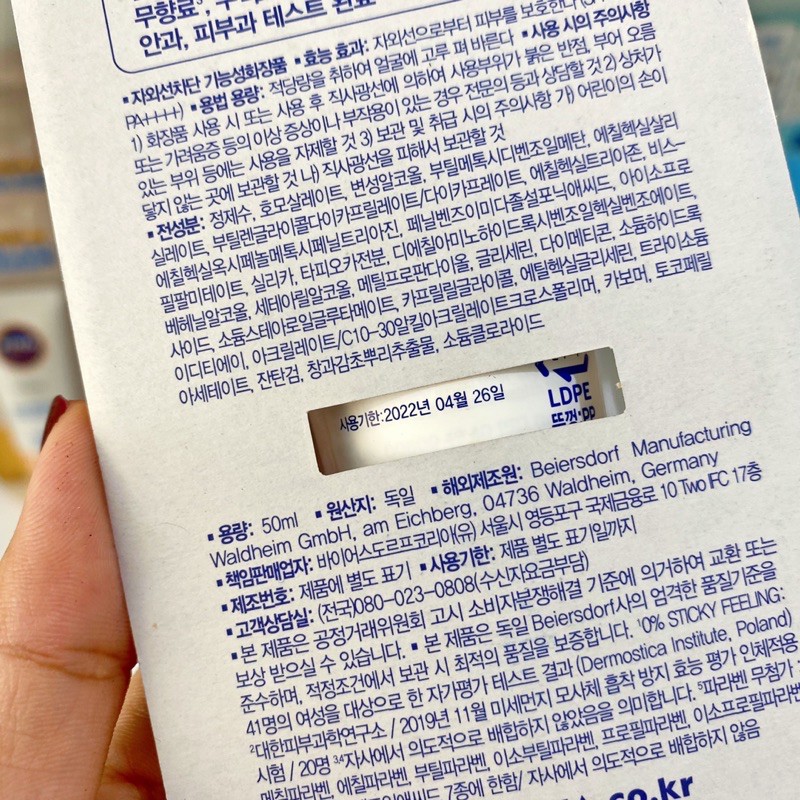 무향료
안과, 피부과 테스트 완료
▪ 자외선차단 기능성화장품 ▪ 효능 효과: 자외선으로부터 피부를 보호한다
PA++++) ▪ 용법 용량: 적당량을 취하여 얼굴에 고루 펴 바른다 ▪ 사용 시의 주의사항
1) 화장품 사용 시 또는 사용 후 직사광선에 의하여 사용부위가 붉은 반점, 부어 오름
또는 가려움증 등의 이상 증상이나 부작용이 있는 경우 전문의 등과 상담할 것 2) 상처가
있는 부위 등에는 사용을 자제할 것 3) 보관 및 취급 시의 주의사항 가) 어린이의 손이
닿지 않는 곳에 보관할 것 나) 직사광선을 피해서 보관할 것
▪ 전성분: 정제수, 호모살레이트, 변성알코올, 부틸메톡시디벤조일메탄, 에칠헥실살리
실레이트, 부틸렌글라이콜다이카프릴레이트/다이카프레이트, 에칠헥실트리아존, 비스-
에칠헥실옥시페놀메톡시페닐트리아진, 페닐벤즈이미다졸설포닉애씨드, 아이소프로
필팔미테이트, 실리카, 타피오카전분, 디에칠아미노하이드록시벤조일헥실벤조에이트,
베헤닐알코올, 세테아릴알코올, 메틸프로판다이올, 글리세린, 다이메티콘, 소듐하이드록
사이드, 소듐스테아로일글루타메이트, 카프릴릴글라이콜, 에틸헥실글리세린, 트라이소듐
이디티에이, 아크릴레이트/C10-30알킬아크릴레이트크로스폴리머, 카보머, 토코페릴
아세테이트, 잔탄검, 창과감초뿌리추출물, 소듐클로라이드
사용기한:2022년 04월 26일
LDPE
뚜껑:PP
▪ 용량: 50ml ▪ 원산지: 독일 ▪ 해외제조원: Beiersdorf Manufacturing
Waldheim GmbH, am Eichberg, 04736 Waldheim, Germany
▪ 책임판매업자: 바이어스도르프코리아(유) 서울시 영등포구 국제금융로 10 Two IFC 17층
▪ 제조번호: 제품에 별도 표기 ▪ 사용기한: 제품 별도 표기일까지
▪ 고객상담실: (전국)080-023-0808(수신자요금부담)
▪ 본 제품은 공정거래위원회 고시 소비자분쟁해결 기준에 의거하여 교환 또는
보상 받으실 수 있습니다. ▪ 본 제품은 독일 Beiersdorf사의 엄격한 품질기준을
준수하며, 적정조건에서 보관 시 최적의 품질을 보증합니다. ¹0% STICKY FEELING:
41명의 여성을 대상으로 한 자가평가 테스트 결과 (Dermostica Institute, Poland)
²대한피부과학연구소 / 2019년 11월 미세먼지 모사체 흡착 방지 효능 평가 인체적용
시험 / 20명 ³,⁴자사에서 의도적으로 배합하지 않았음을 의미합니다. ⁵파라벤 무첨가 :
메칠파라벤, 에칠파라벤, 부틸파라벤, 이소부틸파라벤, 프로필파라벤, 이소프로필파라벤
7종에 한함/ 자사에서 의도적으로 배합하지 않음
.co.kr